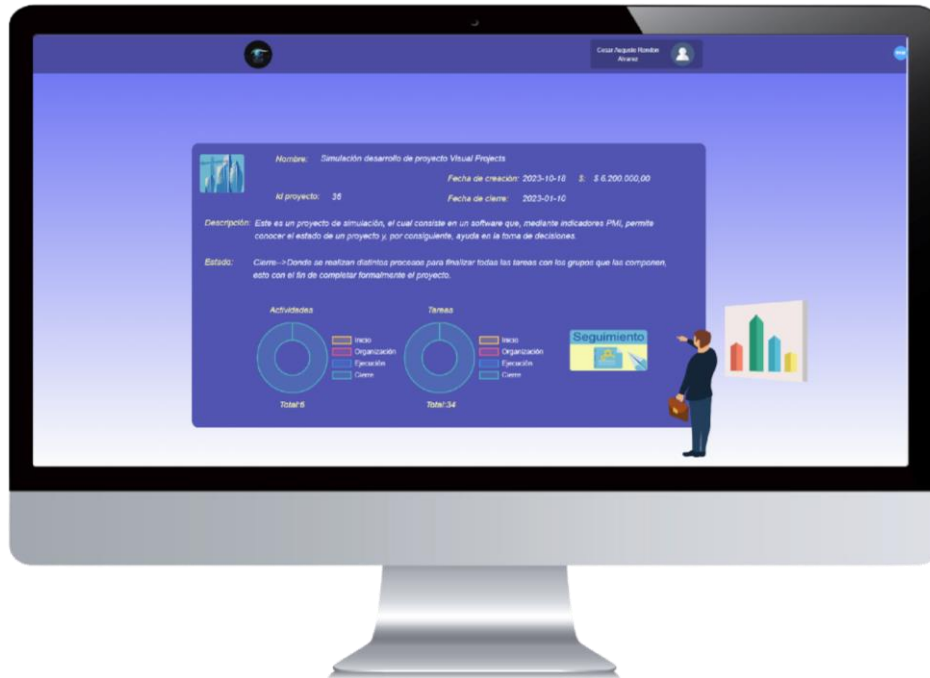 Cesar Augusto Rondon
Alvarez
Nombre: Simulación desarrollo de proyecto Visual Projects
Fecha de creación: 2023-10-18 $: $ 6.200.000,00
Id proyecto: 36
Fecha de cierre: 2023-01-10
Descripción: Este es un proyecto de simulación, el cual consiste en un software que, mediante indicadores PMI, permite
conocer el estado de un proyecto y, por consiguiente, ayuda en la toma de decisiones.
Estado: Cierre-->Donde se realizan distintos procesos para finalizar todas las tareas con los grupos que las componen,
esto con el fin de completar formalmente el proyecto.
Actividades
Inicio
Organización
Ejecución
Cierre
Total:6
Tareas
Inicio
Organización
Ejecución
Cierre
Total:34
Seguimiento